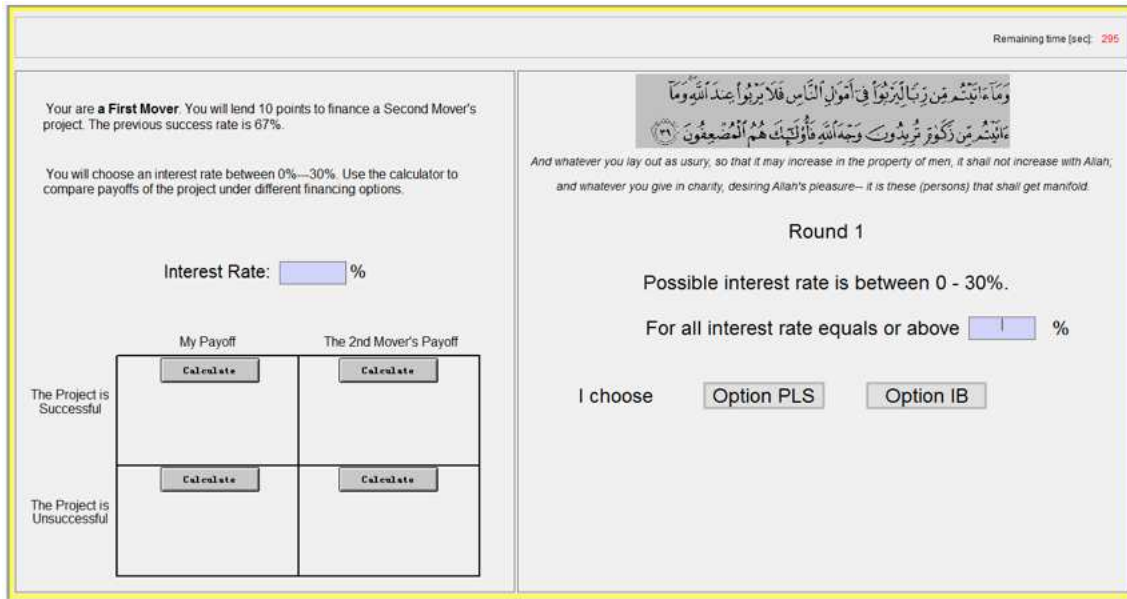 Remaining time [sec]: 295
Your are a First Mover. You will lend 10 points to finance a Second Mover's
project. The previous success rate is 67%.
You will choose an interest rate between 0%---30%. Use the calculator to
compare payoffs of the project under different financing options.
Interest Rate: %
My Payoff The 2nd Mover's Payoff
The Project is
Successful
Calculate Calculate
The Project is
Unsuccessful
Calculate Calculate
وَمَآ ءَاتَيْتُم مِّن رِّبًا لِّيَرْبُوَا۟ فِىٓ أَمْوَٰلِ ٱلنَّاسِ فَلَا يَرْبُوا۟ عِندَ ٱللَّهِ وَمَآ
ءَاتَيْتُم مِّن زَكَوٰةٍ تُرِيدُونَ وَجْهَ ٱللَّهِ فَأُو۟لَٰٓئِكَ هُمُ ٱلْمُضْعِفُونَ ﴿٣٩﴾
And whatever you lay out as usury, so that it may increase in the property of men, it shall not increase with Allah;
and whatever you give in charity, desiring Allah's pleasure-- it is these (persons) that shall get manifold.
Round 1
Possible interest rate is between 0 - 30%.
For all interest rate equals or above %
I choose Option PLS Option IB